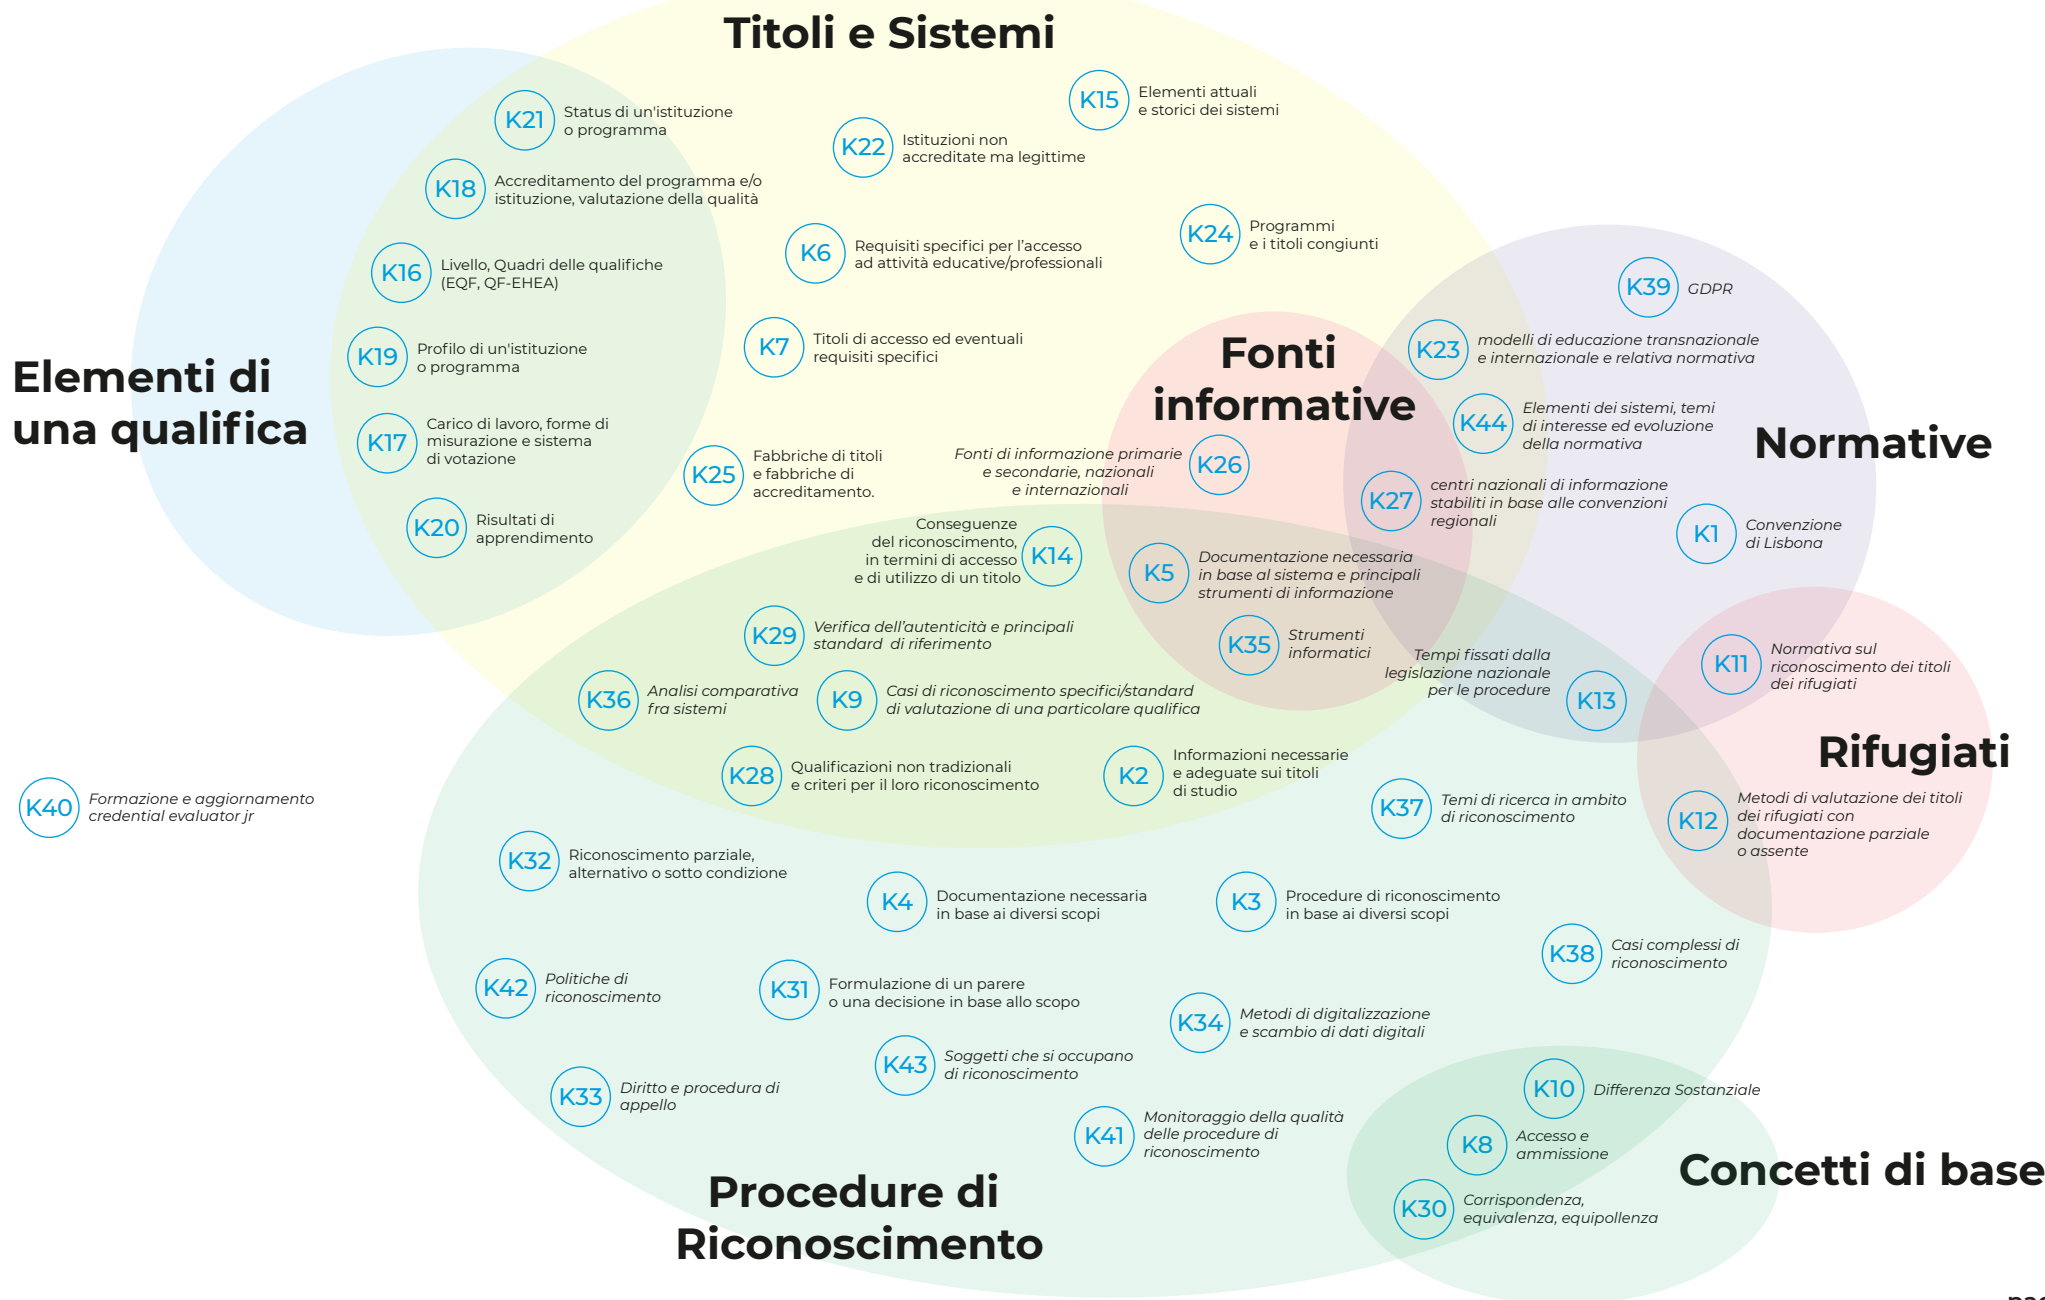 Titoli e Sistemi
K21
Status di un'istituzione
o programma
K22
Istituzioni non
accreditate ma legittime
K15
Elementi attuali
e storici dei sistemi
K18
Accreditamento del programma e/o
istituzione, valutazione della qualità
K6
Requisiti specifici per l'accesso
ad attività educative/professionali
K24
Programmi
e i titoli congiunti
K16
Livello, Quadri delle qualifiche
(EQF, QF-EHEA)
K39
GDPR
K19
Profilo di un'istituzione
o programma
K7
Titoli di accesso ed eventuali
requisiti specifici
Fonti
informative
K23
modelli di educazione transnazionale
e internazionale e relativa normativa
Elementi di
una qualifica
K44
Elementi dei sistemi, temi
di interesse ed evoluzione
della normativa
Normative
K17
Carico di lavoro, forme di
misurazione e sistema
di votazione
K25
Fabbriche di titoli
e fabbriche di
accreditamento.
Fonti di informazione primarie
e secondarie, nazionali
e internazionali
K26
K27
centri nazionali di informazione
stabiliti in base alle convenzioni
regionali
K20
Risultati di
apprendimento
Conseguenze
del riconoscimento,
in termini di accesso
e di utilizzo di un titolo
K14
K5
Documentazione necessaria
in base al sistema e principali
strumenti di informazione
K1
Convenzione
di Lisbona
K29
Verifica dell'autenticità e principali
standard di riferimento
K35
Strumenti
informatici
Tempi fissati dalla
legislazione nazionale
per le procedure
K13
K11
Normativa sul
riconoscimento dei titoli
dei rifugiati
K36
Analisi comparativa
fra sistemi
K9
Casi di riconoscimento specifici/standard
di valutazione di una particolare qualifica
Rifugiati
K28
Qualificazioni non tradizionali
e criteri per il loro riconoscimento
K2
Informazioni necessarie
e adeguate sui titoli
di studio
K40
Formazione e aggiornamento
credential evaluator jr
K37
Temi di ricerca in ambito
di riconoscimento
K12
Metodi di valutazione dei titoli
dei rifugiati con
documentazione parziale
o assente
K32
Riconoscimento parziale,
alternativo o sotto condizione
K4
Documentazione necessaria
in base ai diversi scopi
K3
Procedure di riconoscimento
in base ai diversi scopi
K38
Casi complessi di
riconoscimento
K42
Politiche di
riconoscimento
K31
Formulazione di un parere
o una decisione in base allo scopo
K34
Metodi di digitalizzazione
e scambio di dati digitali
K43
Soggetti che si occupano
di riconoscimento
K33
Diritto e procedura di
appello
K10
Differenza Sostanziale
K41
Monitoraggio della qualità
delle procedure di
riconoscimento
K8
Accesso e
ammissione
Concetti di base
K30
Corrispondenza,
equivalenza, equipollenza
Procedure di
Riconoscimento